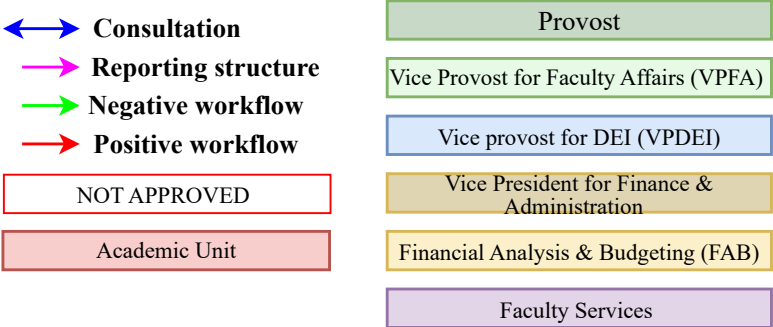 Consultation
Reporting structure
Negative workflow
Positive workflow
NOT APPROVED
Academic Unit
Provost
Vice Provost for Faculty Affairs (VPFA)
Vice provost for DEI (VPDEI)
Vice President for Finance &
Administration
Financial Analysis & Budgeting (FAB)
Faculty Services